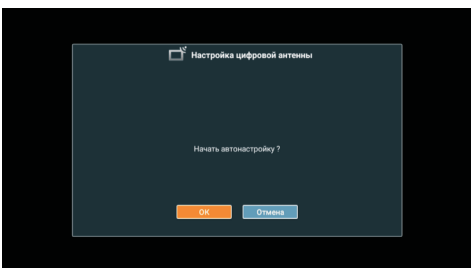 Настройка цифровой антенны
Начать автонастройку ?
OK
Отмена